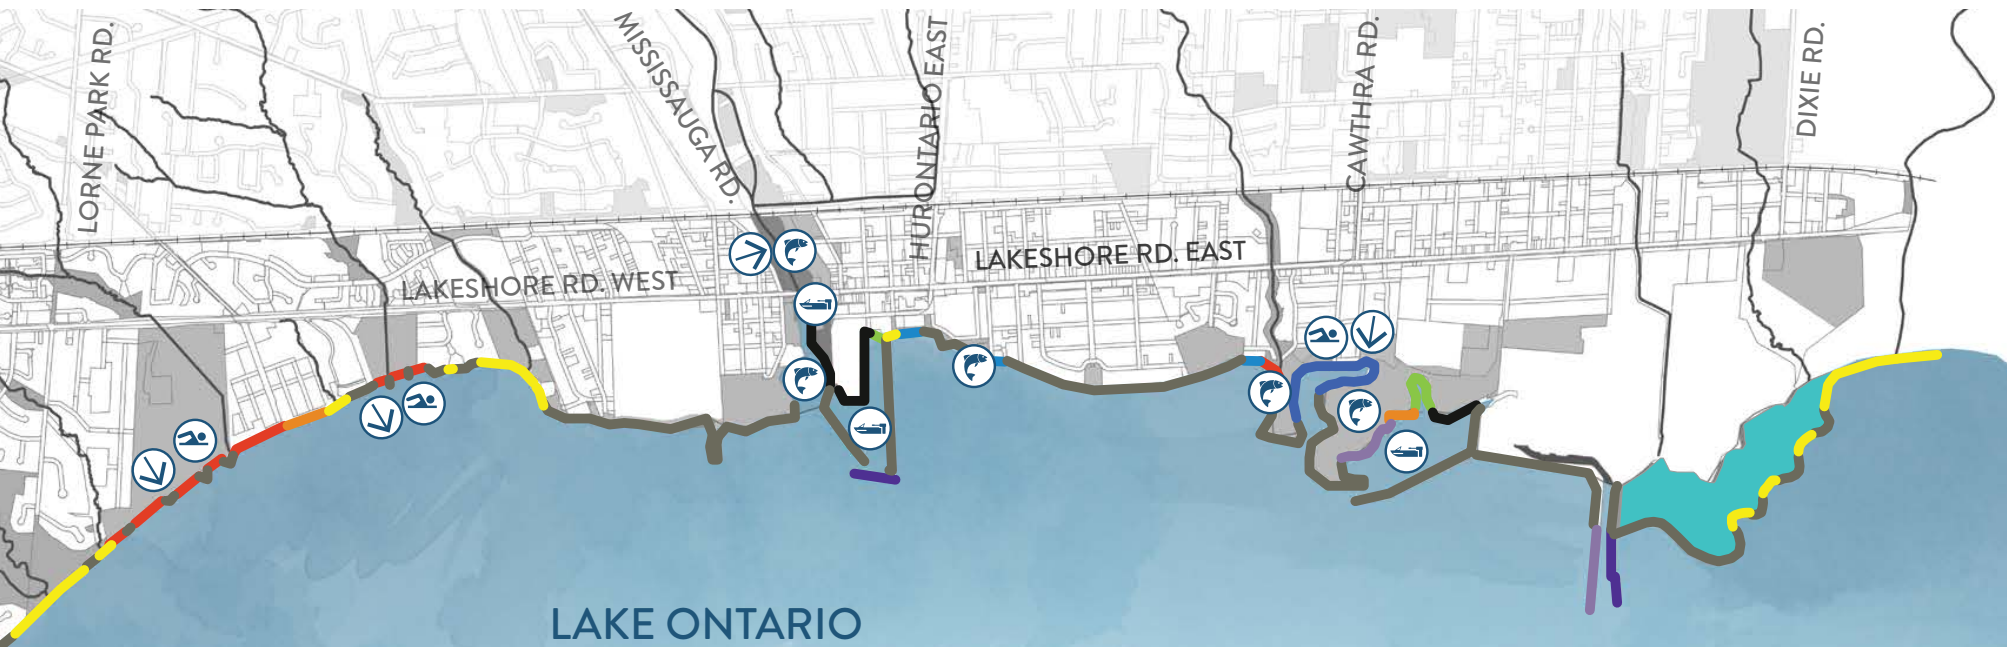 LORNE PARK RD.
MISSISSAUGA RD.
HURONTARIO EAST
CAWTHRA RD.
DIXIE RD.
LAKESHORE RD. WEST
LAKESHORE RD. EAST
LAKE ONTARIO